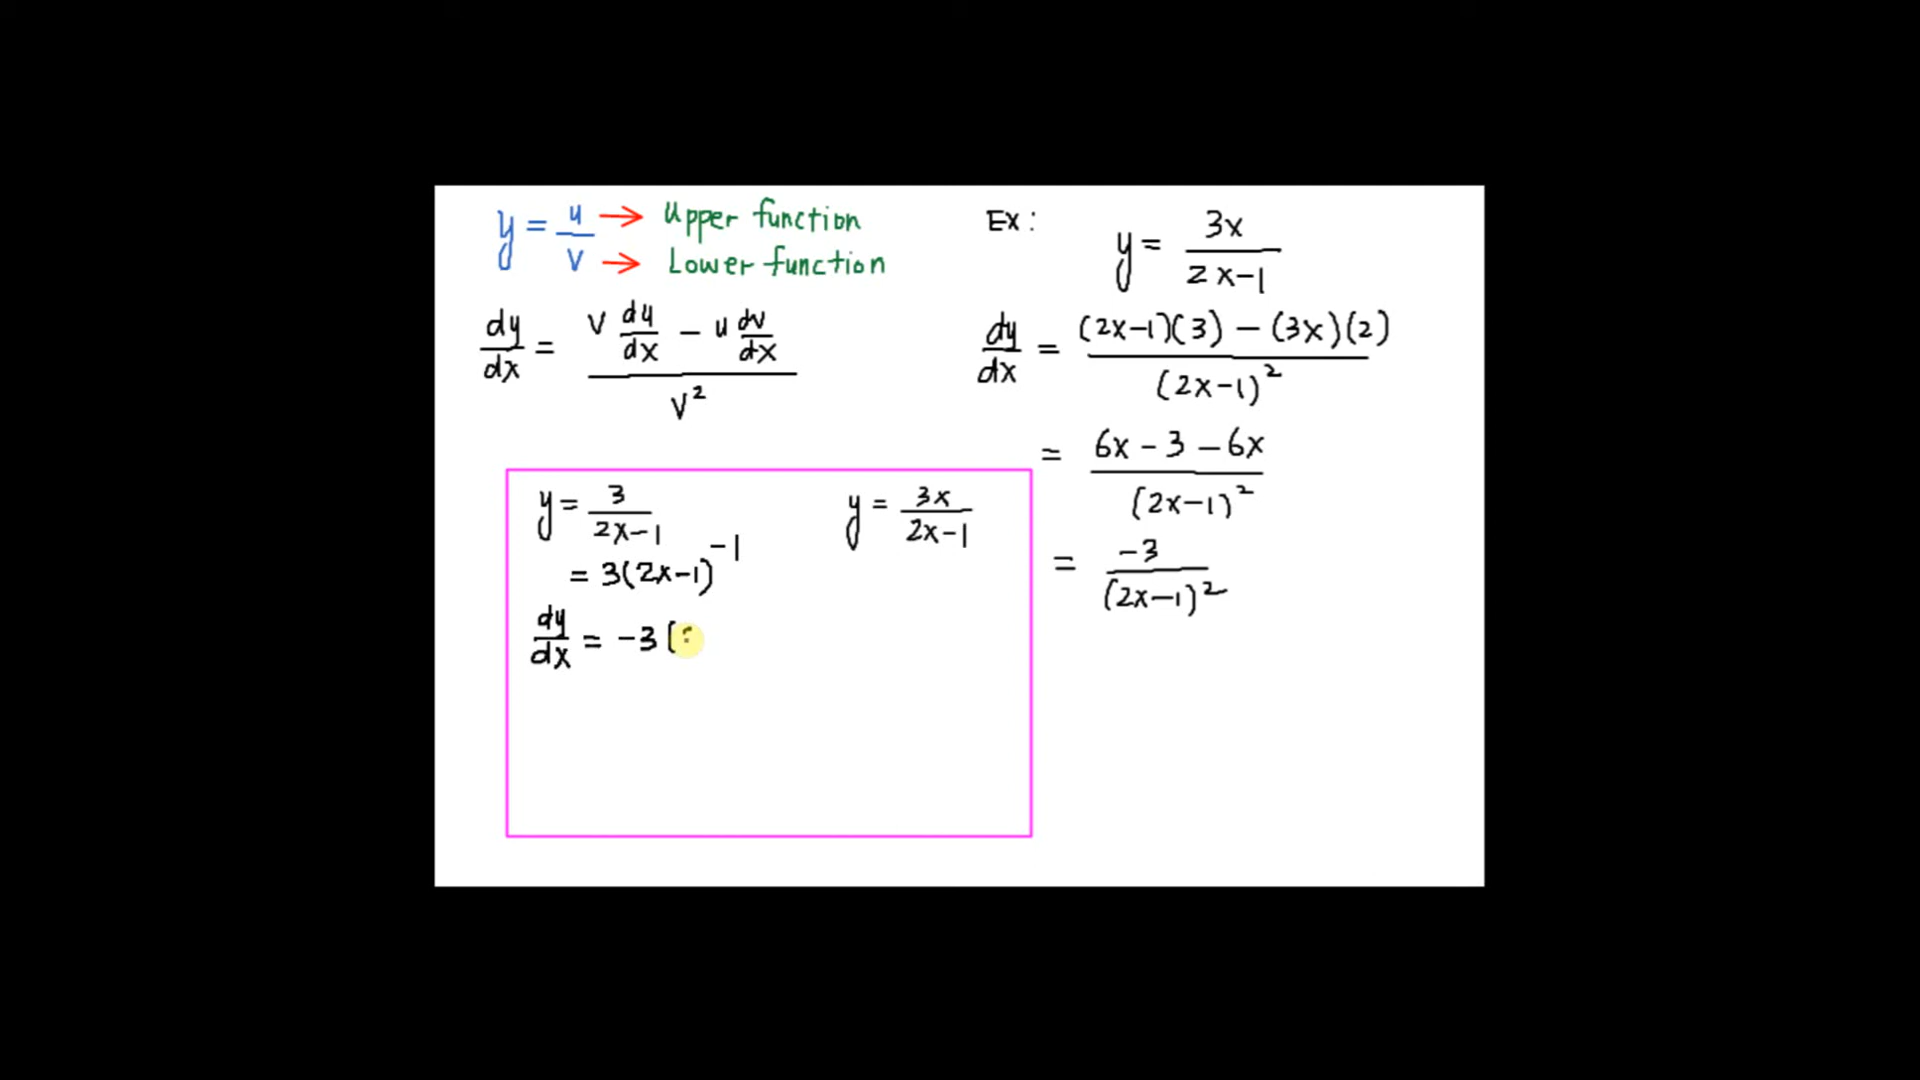 y = u/v → Upper function
→ Lower function
dy/dx = (v du/dx − u dv/dx) / v²
Ex: y = 3x / (2x−1)
dy/dx = ((2x−1)(3) − (3x)(2)) / (2x−1)²
= (6x − 3 − 6x) / (2x−1)²
= −3 / (2x−1)²
y = 3 / (2x−1)
= 3(2x−1)⁻¹
dy/dx = −3(
y = 3x / (2x−1)